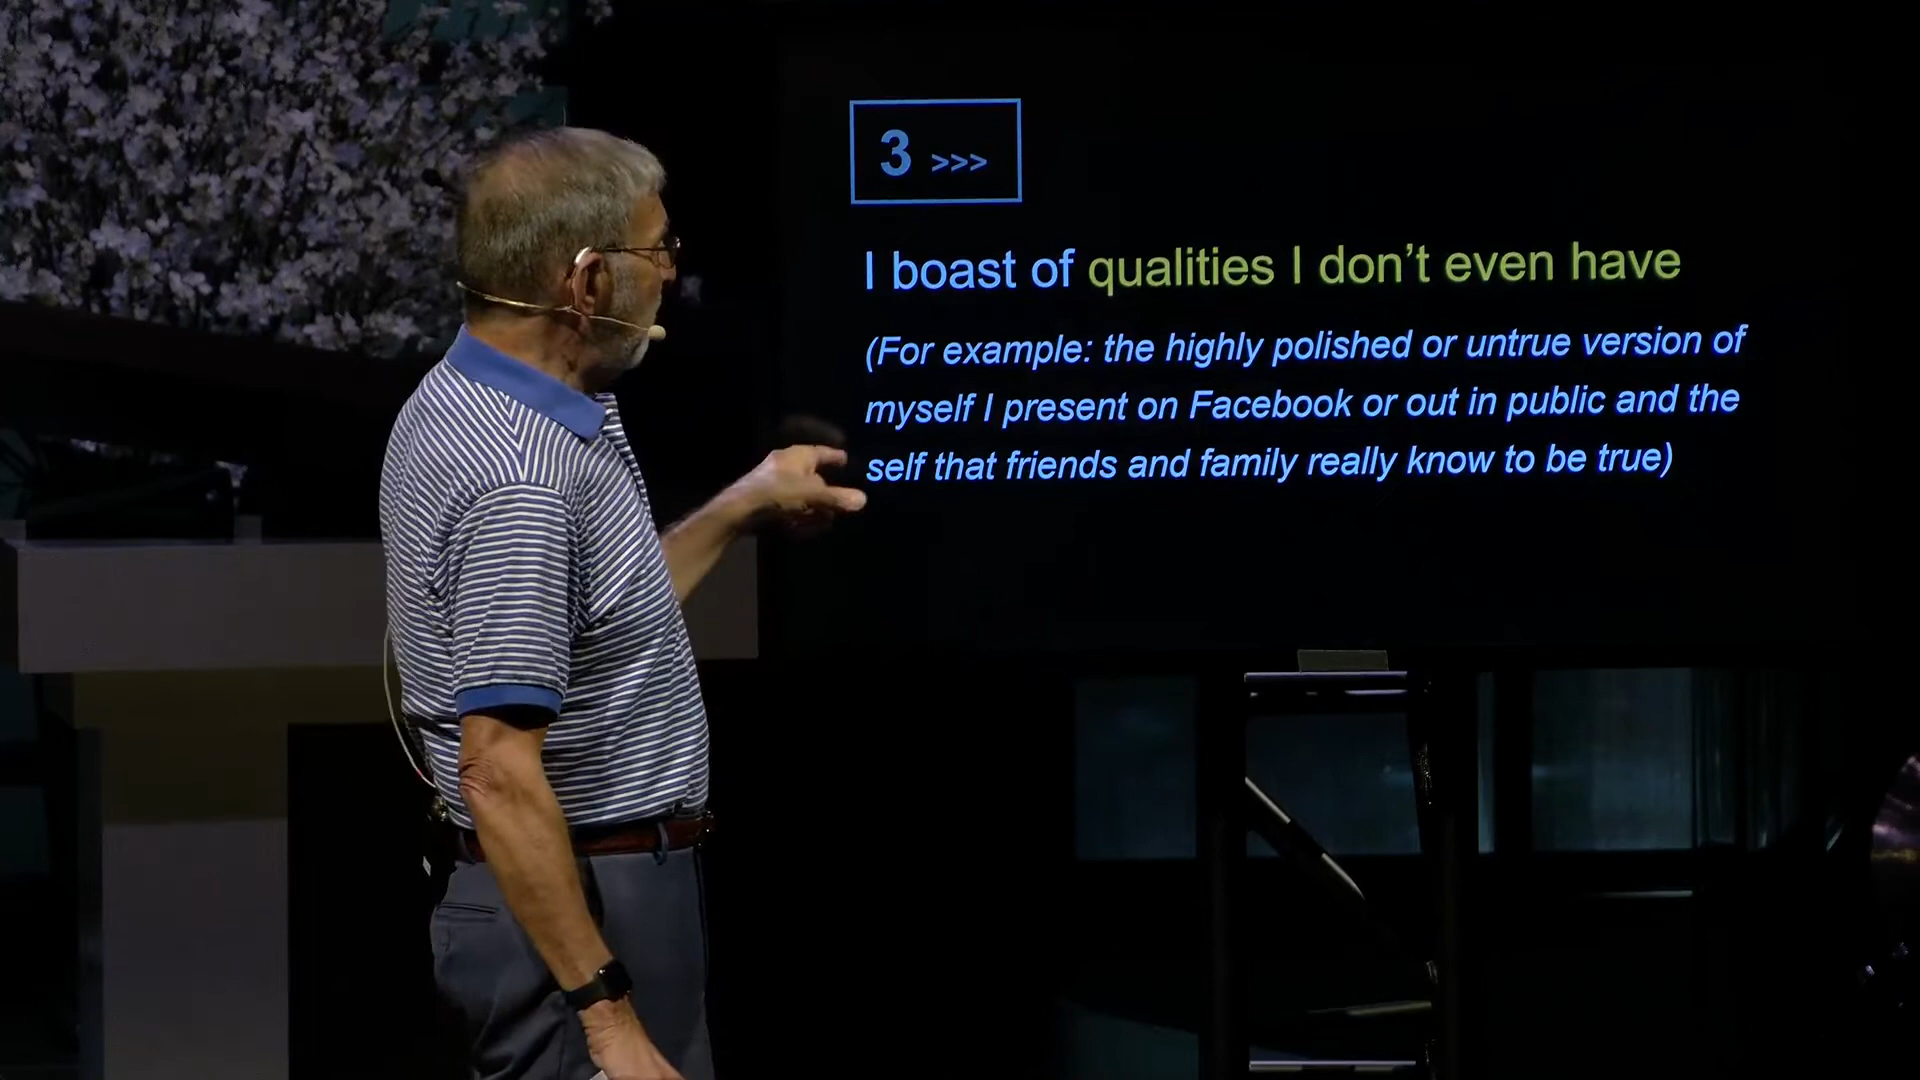 3 >>>
I boast of qualities I don't even have
(For example: the highly polished or untrue version of
myself I present on Facebook or out in public and the
self that friends and family really know to be true)